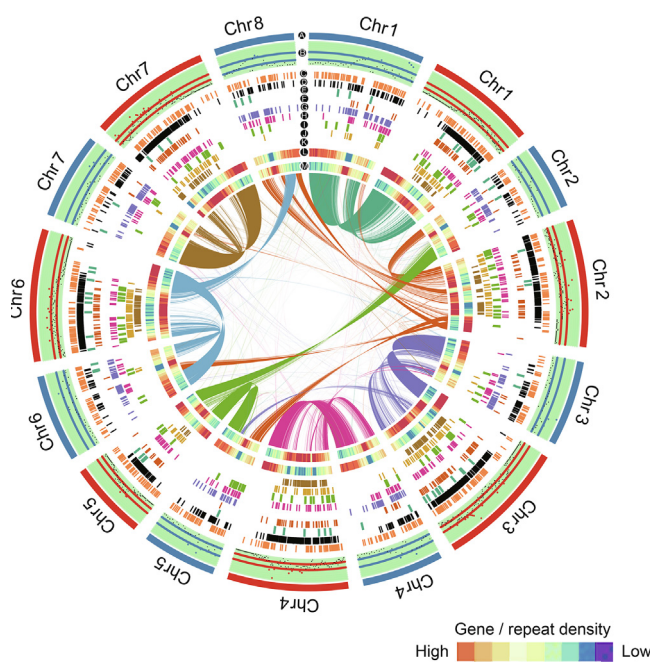 Chr8
Chr1
Chr1
Chr2
Chr2
Chr3
Chr3
Chr4
Chr4
Chr5
Chr5
Chr6
Chr6
Chr7
Chr7
A
B
C
D
E
F
G
H
I
J
K
L
M
Gene / repeat density
High
Low